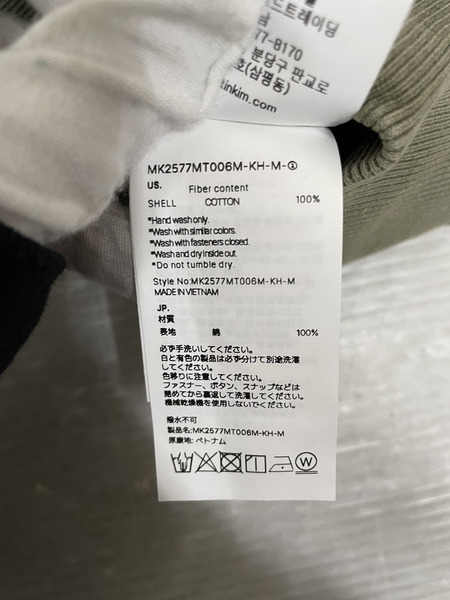 드트레이딩
금
77-8170
분당구 판교로
호(삼평동)
tinkim.com
MK2577MT006M-KH-M-①
US.
Fiber content
SHELL COTTON 100%
*Hand wash only.
*Wash with similar colors.
*Wash with fasteners closed.
*Wash and dry inside out.
*Do not tumble dry.
Style No:MK2577MT006M-KH-M
MADE IN VIETNAM
JP.
材質
表地 綿 100%
必ず手洗いしてください。
白と有色の製品は必ず分けて別途洗濯
してください。
色移りに注意してください。
ファスナー、ボタン、スナップなどは
閉めてから裏返して洗濯してください。
機械乾燥機を使用しないでください。
撥水不可
製品名:MK2577MT006M-KH-M
原産地: ベトナム
W